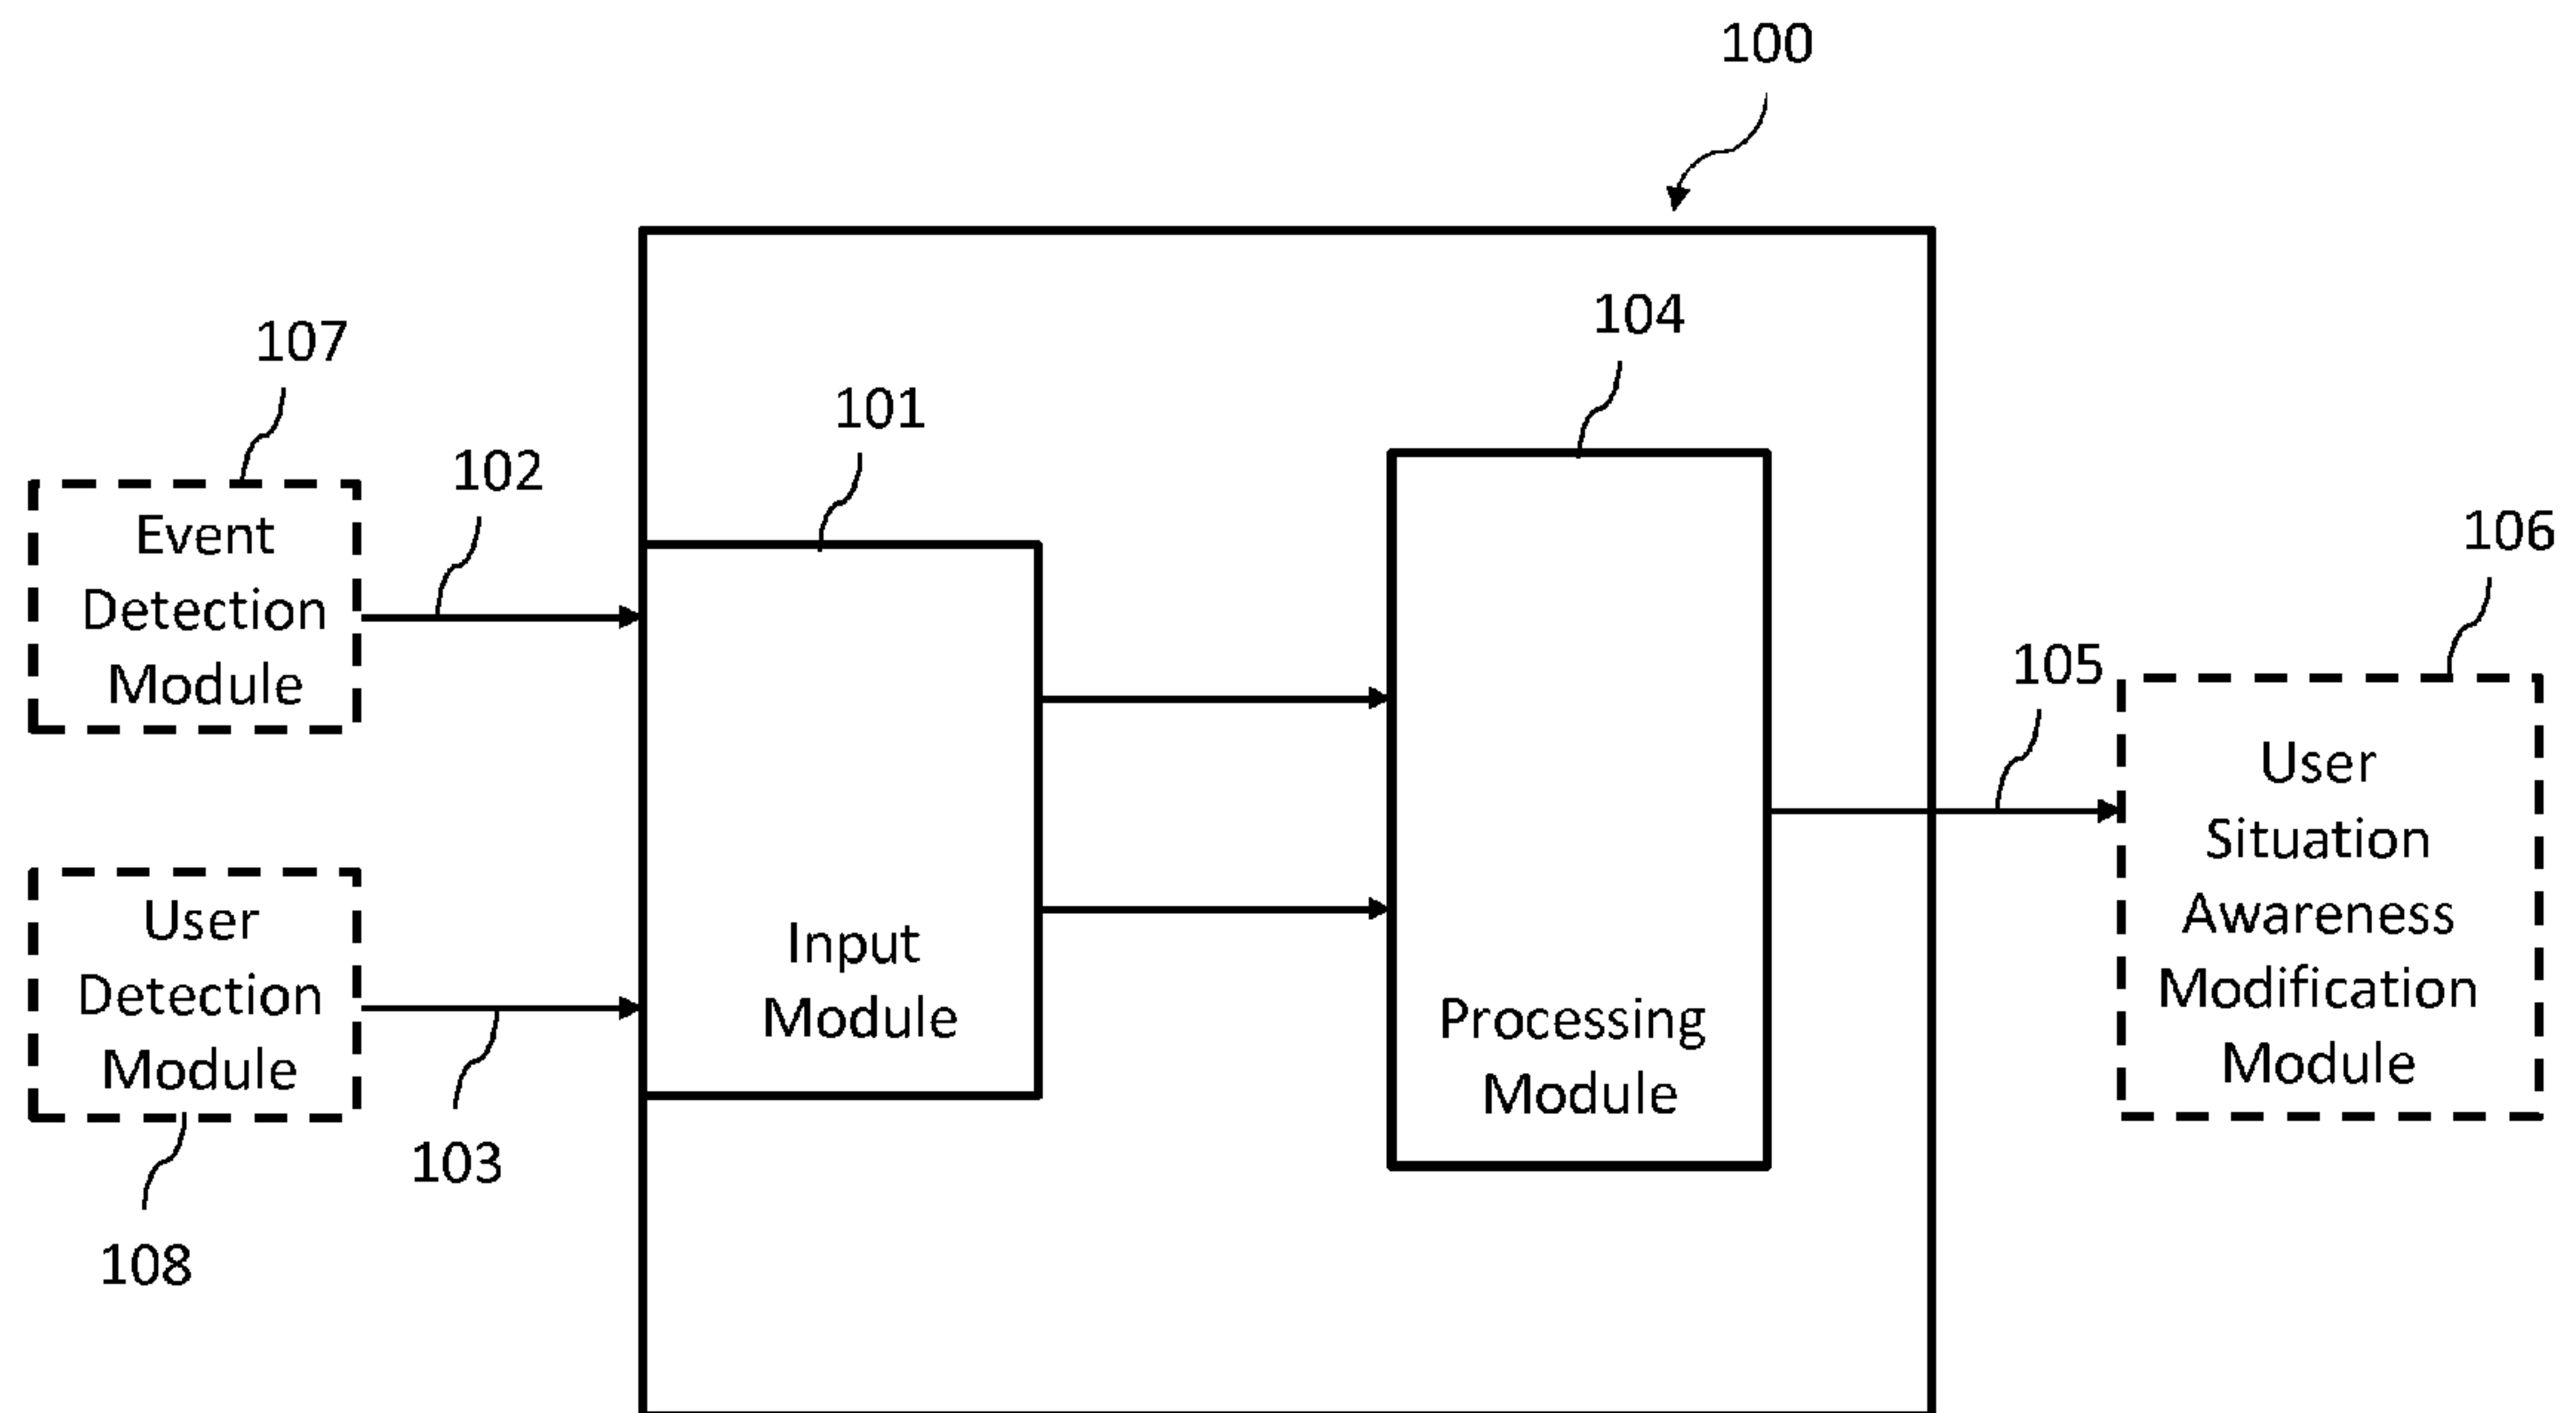 100
104
107
101
102
Event
Detection
Module
106
105
User
Situation
Awareness
Modification
Module
User
Detection
Module
Input
Module
Processing
Module
103
108